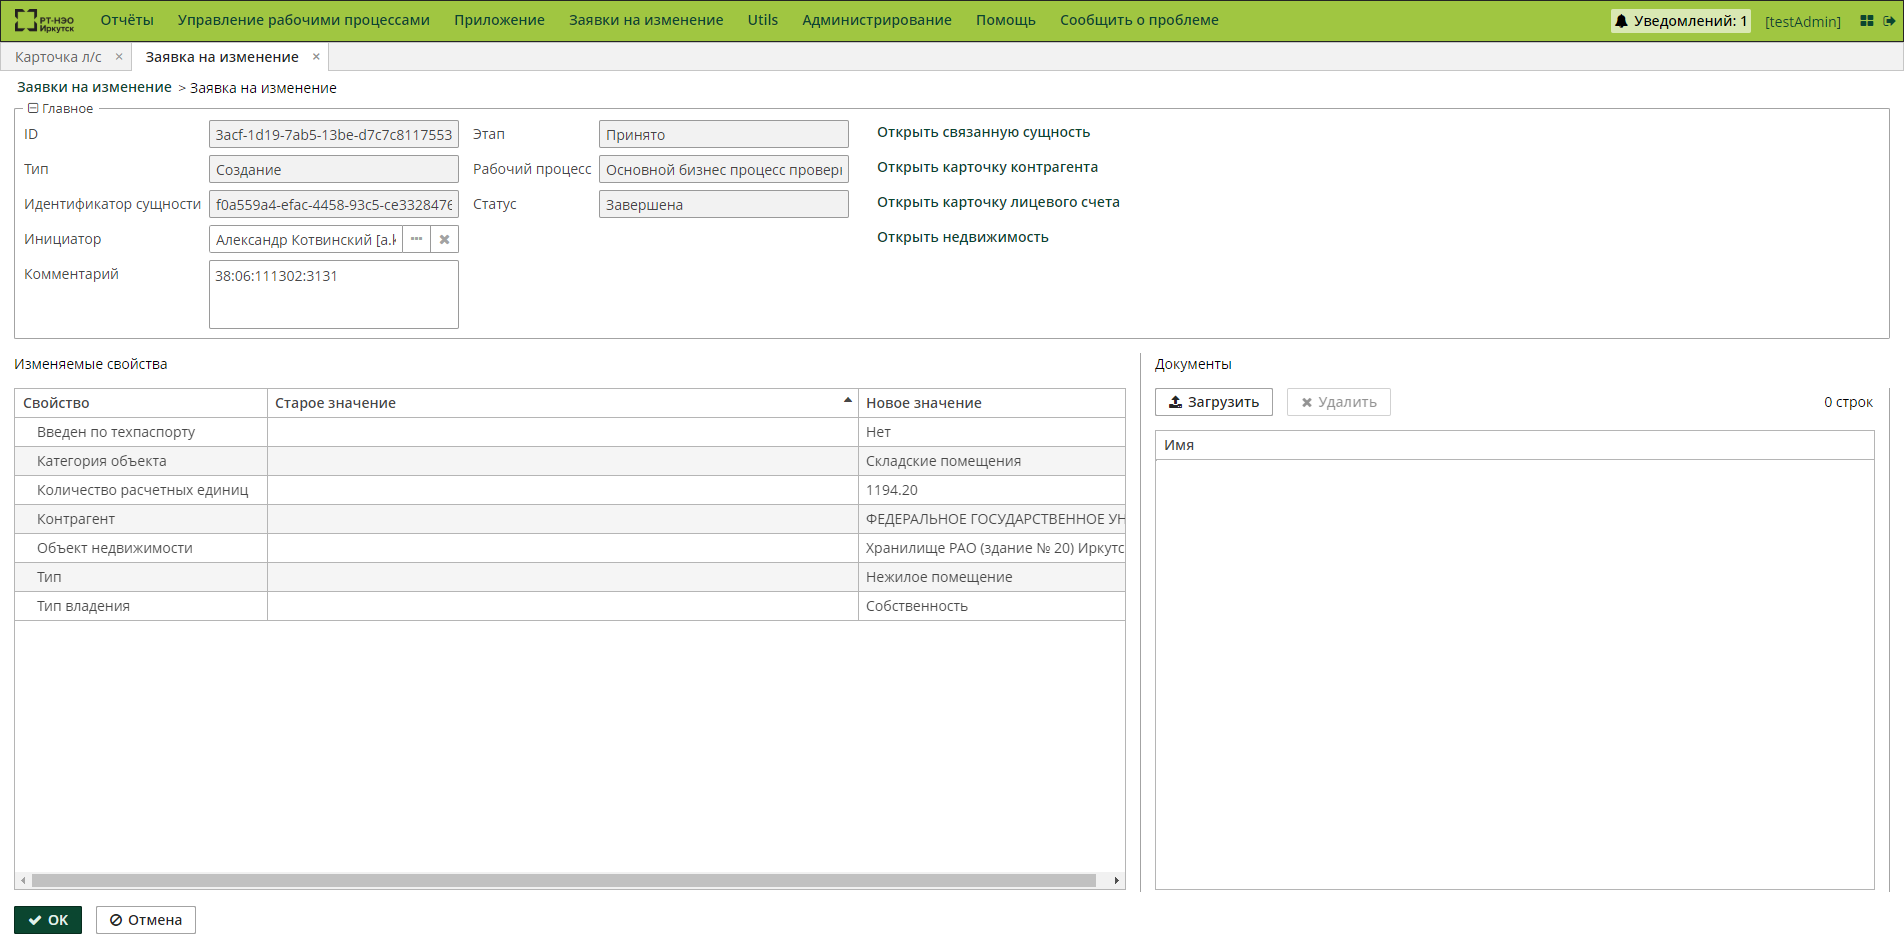 РТ-НЭО Иркутск Отчёты Управление рабочими процессами Приложение Заявки на изменение Utils Администрирование Помощь Сообщить о проблеме Уведомлений: 1 [testAdmin]
Карточка л/с × Заявка на изменение ×
Заявки на изменение > Заявка на изменение
Главное
ID 3acf-1d19-7ab5-13be-d7c7c8117553 Этап Принято Открыть связанную сущность
Тип Создание Рабочий процесс Основной бизнес процесс провер Открыть карточку контрагента
Идентификатор сущности f0a559a4-efac-4458-93c5-ce3328476 Статус Завершена Открыть карточку лицевого счета
Инициатор Александр Котвинский [a. Открыть недвижимость
Комментарий 38:06:111302:3131
Изменяемые свойства Документы
Загрузить Удалить 0 строк
Свойство Старое значение Новое значение
Имя
Введен по техпаспорту Нет
Категория объекта Складские помещения
Количество расчетных единиц 1194.20
Контрагент ФЕДЕРАЛЬНОЕ ГОСУДАРСТВЕННОЕ УН
Объект недвижимости Хранилище РАО (здание № 20) Иркутс
Тип Нежилое помещение
Тип владения Собственность
OK Отмена